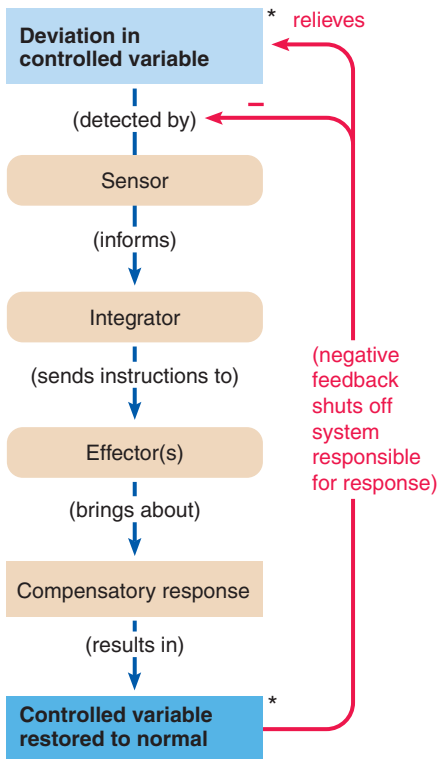 Deviation in
controlled variable
*
relieves
–
(detected by)
Sensor
(informs)
Integrator
(sends instructions to)
Effector(s)
(brings about)
Compensatory response
(results in)
Controlled variable
restored to normal
*
(negative
feedback
shuts off
system
responsible
for response)